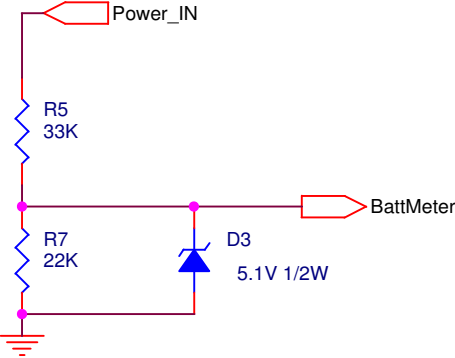 Power_IN
R5
33K
BattMeter
R7
22K
D3
5.1V 1/2W